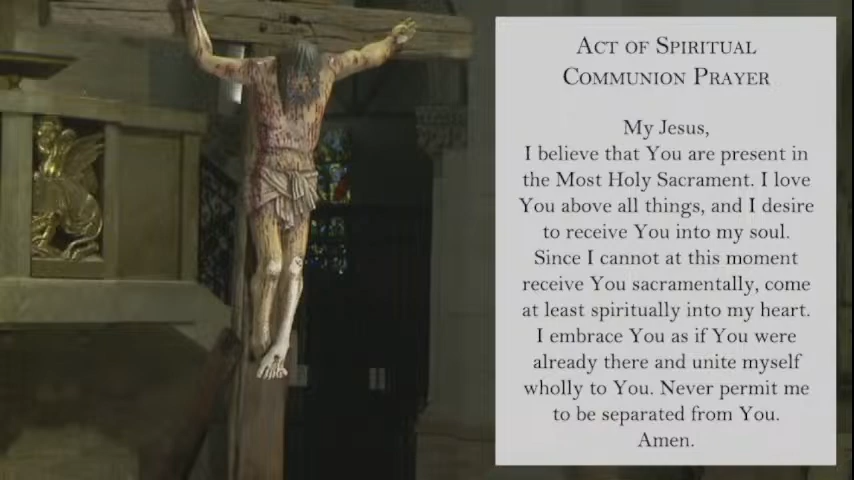 Act of Spiritual
Communion Prayer
My Jesus,
I believe that You are present in
the Most Holy Sacrament. I love
You above all things, and I desire
to receive You into my soul.
Since I cannot at this moment
receive You sacramentally, come
at least spiritually into my heart.
I embrace You as if You were
already there and unite myself
wholly to You. Never permit me
to be separated from You.
Amen.